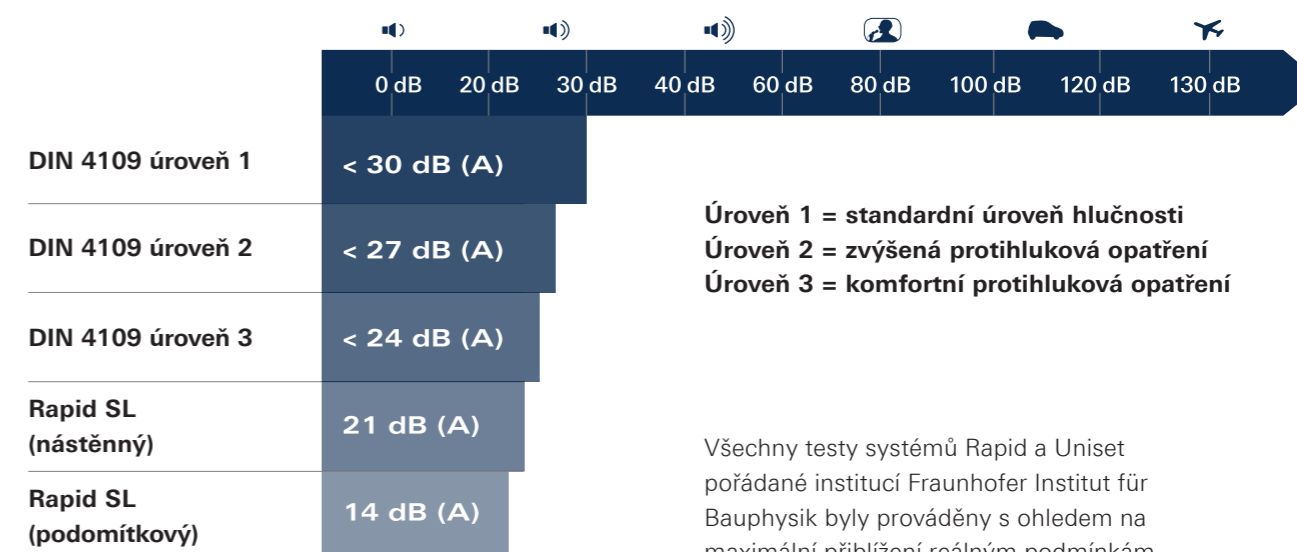 0 dB 20 dB 30 dB 40 dB 60 dB 80 dB 100 dB 120 dB 130 dB
DIN 4109 úroveň 1 < 30 dB (A)
DIN 4109 úroveň 2 < 27 dB (A)
DIN 4109 úroveň 3 < 24 dB (A)
Rapid SL
(nástěnný)
21 dB (A)
Rapid SL
(podomítkový)
14 dB (A)
Úroveň 1 = standardní úroveň hlučnosti
Úroveň 2 = zvýšená protihluková opatření
Úroveň 3 = komfortní protihluková opatření
Všechny testy systémů Rapid a Uniset
pořádané institucí Fraunhofer Institut für
Bauphysik byly prováděny s ohledem na
maximální přiblížení reálným podmínkám